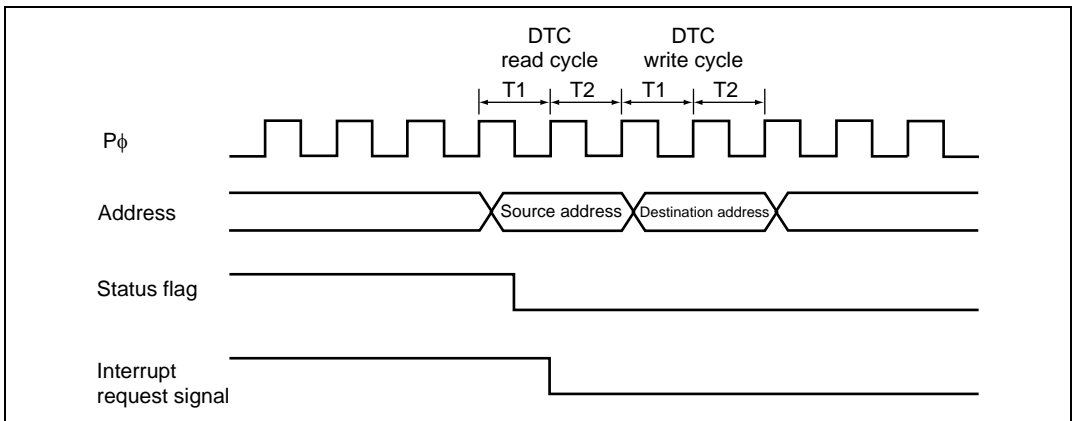 DTC
read cycle
DTC
write cycle
T1 T2 T1 T2
Pϕ
Address
Source address
Destination address
Status flag
Interrupt
request signal